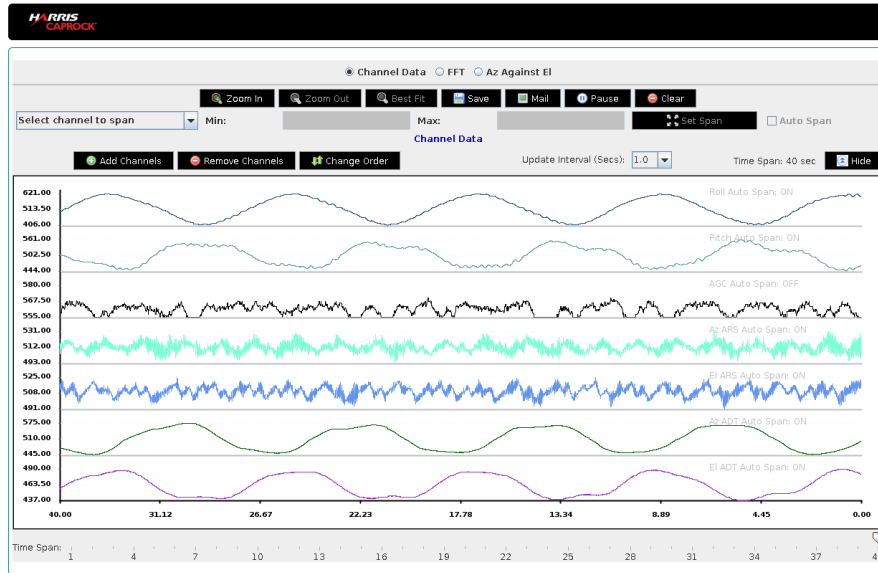 HARRIS
CAPROCK
Channel Data FFT Az Against El
Zoom In Zoom Out Best Fit Save Mail Pause Clear
Select channel to span Min: Max: Set Span Auto Span
Channel Data
Add Channels Remove Channels Change Order Update Interval (Secs): 1.0 Time Span: 40 sec Hide
621.00 Roll Auto Span: ON
513.50
406.00
561.00 Pitch Auto Span: ON
502.50
444.00
580.00 AGC Auto Span: OFF
567.50
555.00
531.00 Az ARS Auto Span: ON
512.00
493.00
525.00 El ARS Auto Span: ON
508.00
491.00
575.00 Az ADT Auto Span: ON
510.00
445.00
490.00 El ADT Auto Span: ON
463.50
437.00
40.00 31.12 26.67 22.23 17.78 13.34 8.89 4.45 0.00
Time Span: 1 4 7 10 13 16 19 22 25 28 31 34 37